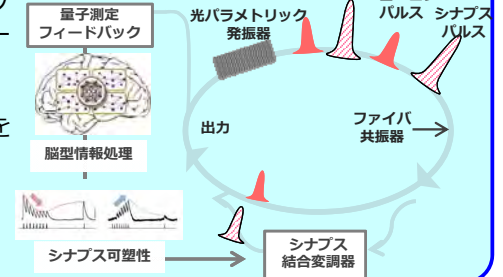 量子測定
フィードバック
光パラメトリック
発振器
パルス
シナプス
パルス
を
出力
ファイバ
共振器
脳型情報処理
シナプス可塑性
シナプス
結合変調器